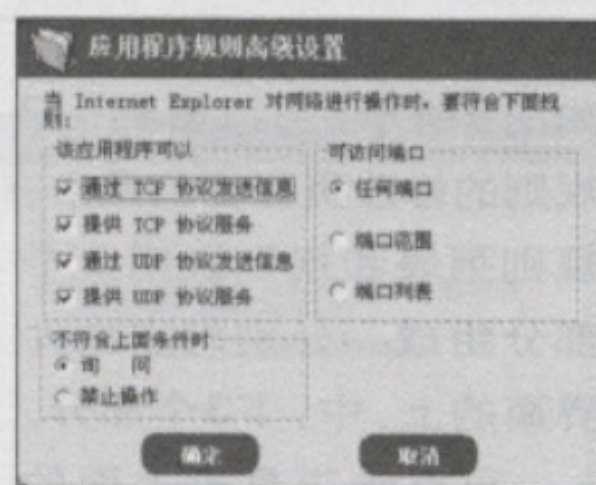 应用程序规则高级设置
当 Internet Explorer 对网络进行操作时，要符合下面规
则：
该应用程序可以
通过 TCP 协议发送信息
提供 TCP 协议服务
通过 UDP 协议发送信息
提供 UDP 协议服务
可访问端口
任何端口
端口范围
端口列表
不符合上面条件时
询 问
禁止操作
确定
取消